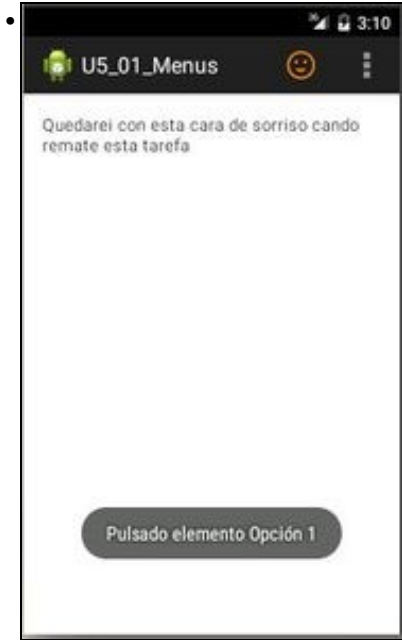 3:10
U5_01_Menus
Quedarei con esta cara de sorriso cando
remate esta tarefa
Pulsado elemento Opción 1